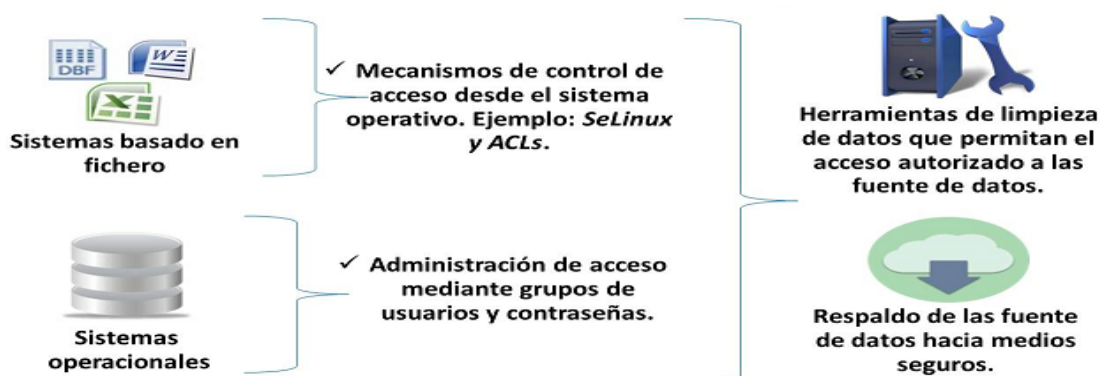 DBF
W
X
Sistemas basado en
fichero
✓ Mecanismos de control de
acceso desde el sistema
operativo. Ejemplo: SeLinux
y ACLs.
Sistemas
operacionales
✓ Administración de acceso
mediante grupos de
usuarios y contraseñas.
Herramientas de limpieza
de datos que permitan el
acceso autorizado a las
fuente de datos.
Respaldo de las fuente
de datos hacia medios
seguros.